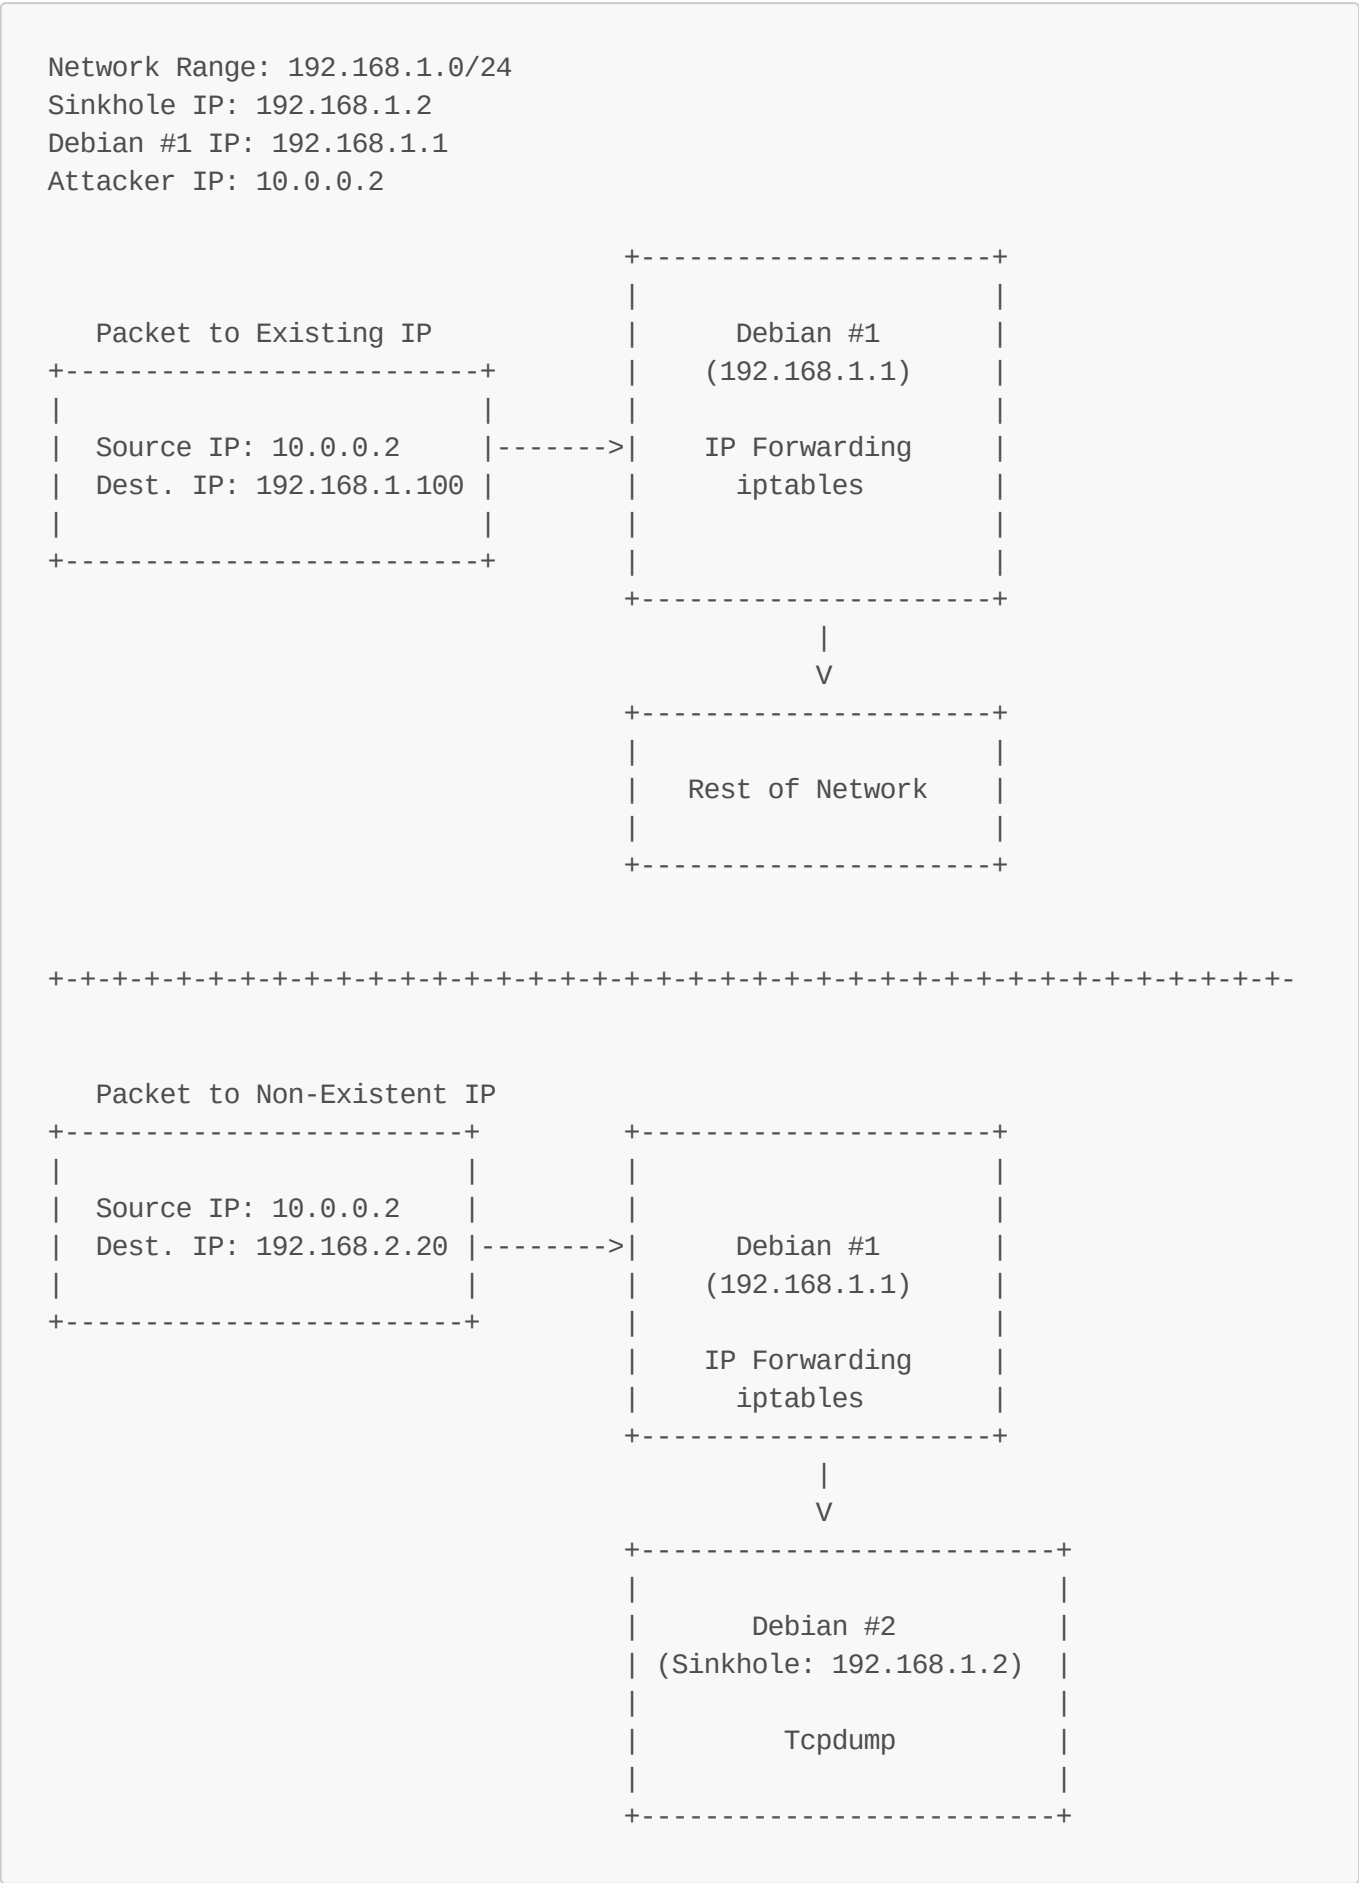 Network Range: 192.168.1.0/24
Sinkhole IP: 192.168.1.2
Debian #1 IP: 192.168.1.1
Attacker IP: 10.0.0.2
Packet to Existing IP
Source IP: 10.0.0.2
Dest. IP: 192.168.1.100
Debian #1
(192.168.1.1)
IP Forwarding
iptables
Rest of Network
Packet to Non-Existent IP
Source IP: 10.0.0.2
Dest. IP: 192.168.2.20
Debian #1
(192.168.1.1)
IP Forwarding
iptables
Debian #2
(Sinkhole: 192.168.1.2)
Tcpdump